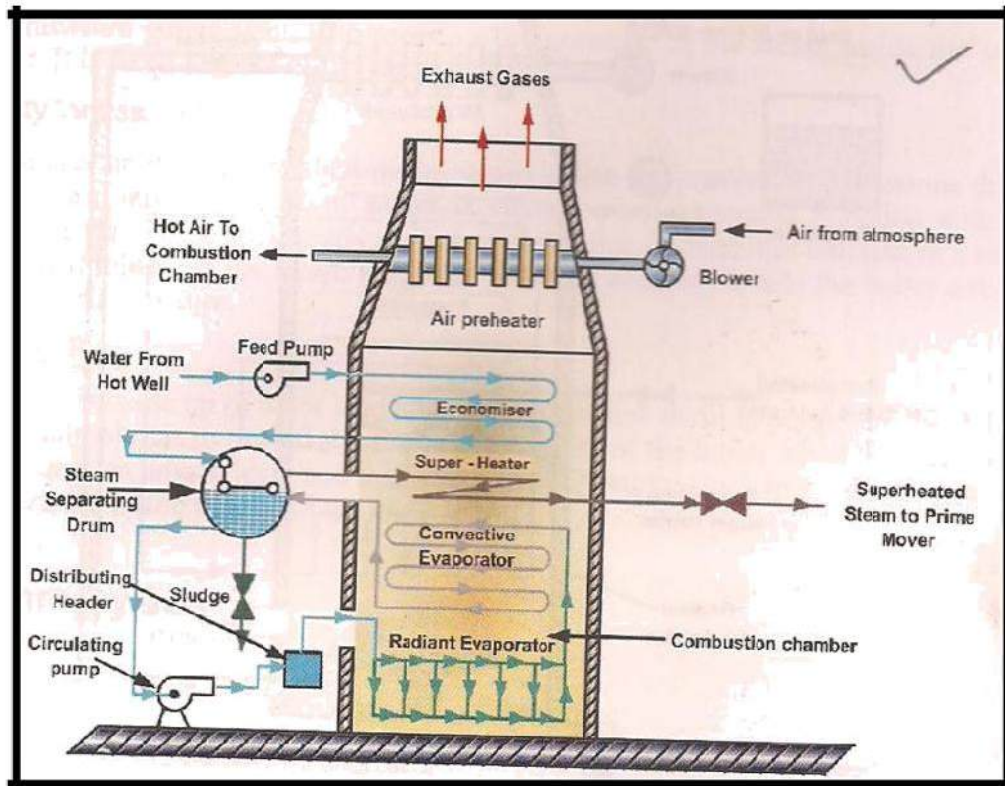 Exhaust Gases
Hot Air To
Combustion
Chamber
Air from atmosphere
Blower
Air preheater
Water From
Hot Well
Feed Pump
Economiser
Super - Heater
Steam
Separating
Drum
Superheated
Steam to Prime
Mover
Convective
Evaporator
Distributing
Header
Sludge
Radiant Evaporator
Combustion chamber
Circulating
pump